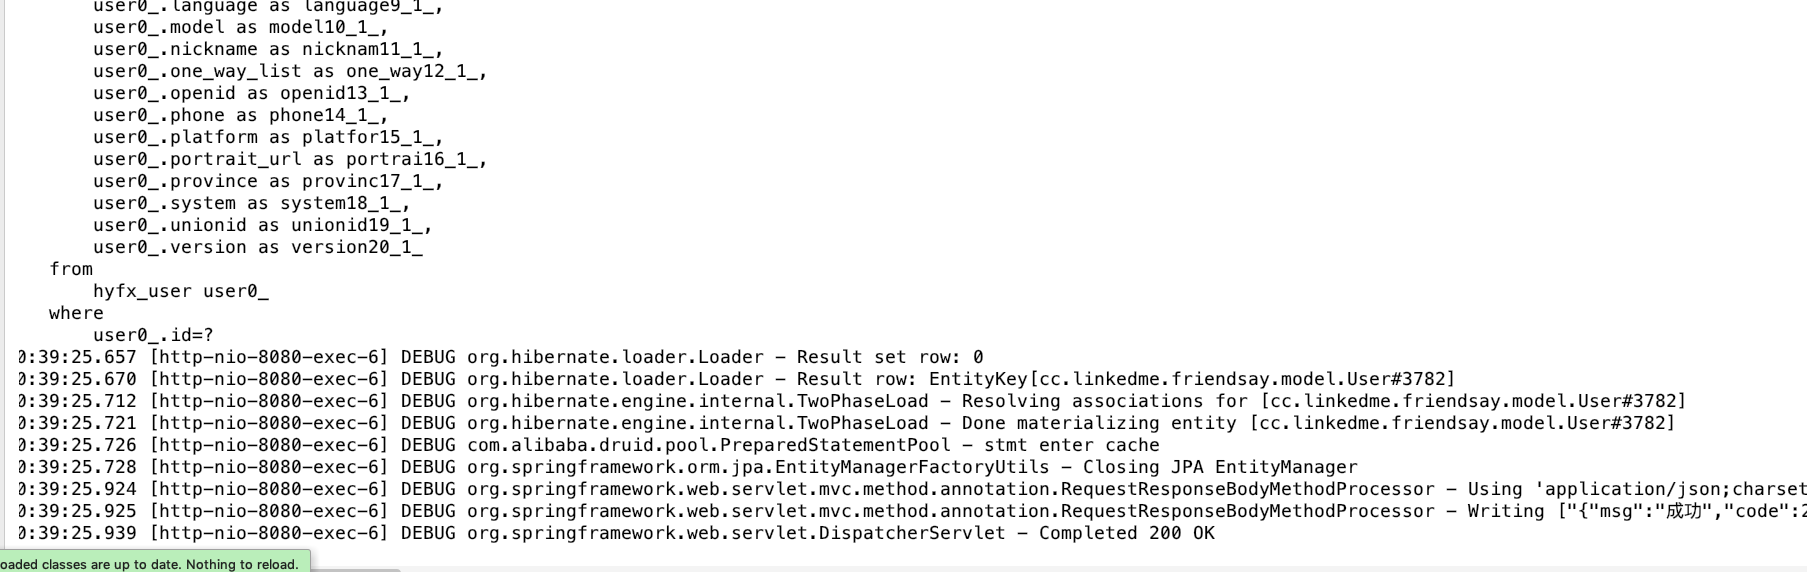 user0_.language as language9_1_,
user0_.model as model10_1_,
user0_.nickname as nicknam11_1_,
user0_.one_way_list as one_way12_1_,
user0_.openid as openid13_1_,
user0_.phone as phone14_1_,
user0_.platform as platfor15_1_,
user0_.portrait_url as portrai16_1_,
user0_.province as provinc17_1_,
user0_.system as system18_1_,
user0_.unionid as unionid19_1_,
user0_.version as version20_1_
from
hyfx_user user0_
where
user0_.id=?
0:39:25.657 [http-nio-8080-exec-6] DEBUG org.hibernate.loader.Loader – Result set row: 0
0:39:25.670 [http-nio-8080-exec-6] DEBUG org.hibernate.loader.Loader – Result row: EntityKey[cc.linkedme.friendsay.model.User#3782]
0:39:25.712 [http-nio-8080-exec-6] DEBUG org.hibernate.engine.internal.TwoPhaseLoad – Resolving associations for [cc.linkedme.friendsay.model.User#3782]
0:39:25.721 [http-nio-8080-exec-6] DEBUG org.hibernate.engine.internal.TwoPhaseLoad – Done materializing entity [cc.linkedme.friendsay.model.User#3782]
0:39:25.726 [http-nio-8080-exec-6] DEBUG com.alibaba.druid.pool.PreparedStatementPool – stmt enter cache
0:39:25.728 [http-nio-8080-exec-6] DEBUG org.springframework.orm.jpa.EntityManagerFactoryUtils – Closing JPA EntityManager
0:39:25.924 [http-nio-8080-exec-6] DEBUG org.springframework.web.servlet.mvc.method.annotation.RequestResponseBodyMethodProcessor – Using 'application/json;charset
0:39:25.925 [http-nio-8080-exec-6] DEBUG org.springframework.web.servlet.mvc.method.annotation.RequestResponseBodyMethodProcessor – Writing ["{"msg":"成功","code":2
0:39:25.939 [http-nio-8080-exec-6] DEBUG org.springframework.web.servlet.DispatcherServlet – Completed 200 OK
oaded classes are up to date. Nothing to reload.